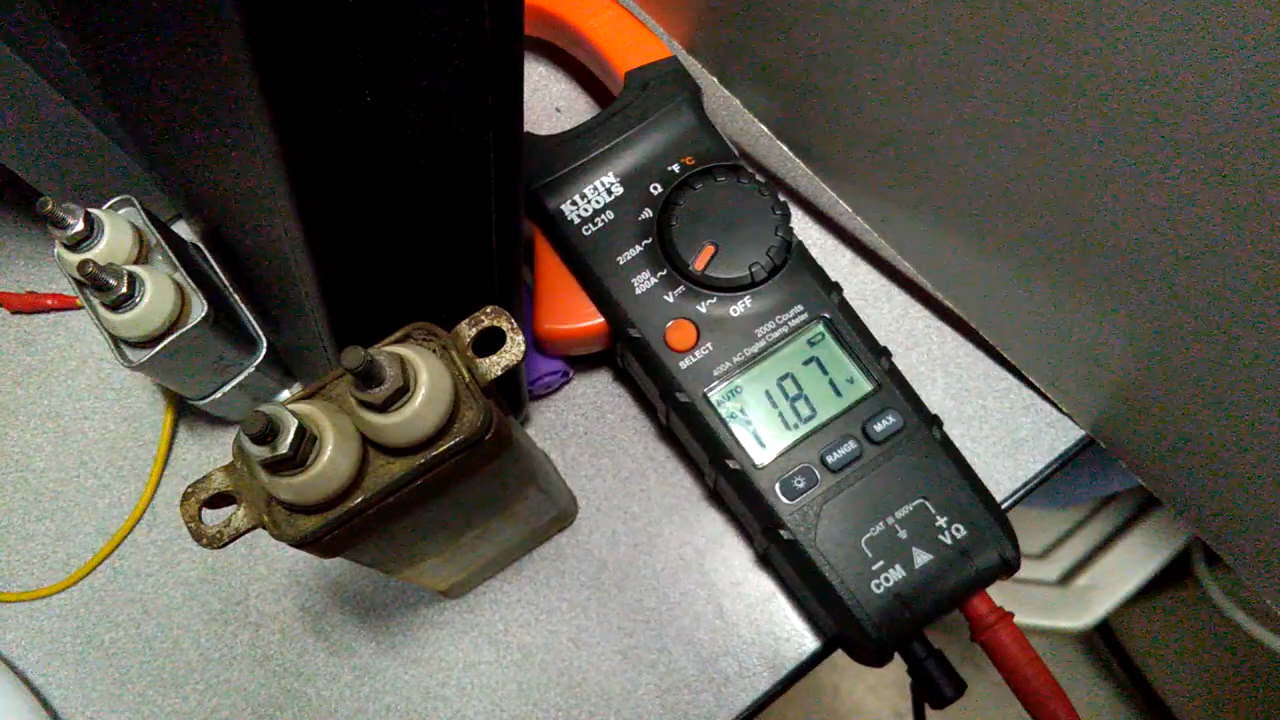 KLEIN
TOOLS
CL210
°F°C
Ω
2/20A~
200/
400A~
V
V~
OFF
SELECT
2000 Counts
400A AC Digital Clamp Meter
AUTO
1.87
V
RANGE
MAX
CAT III 600V
COM
+
VΩ